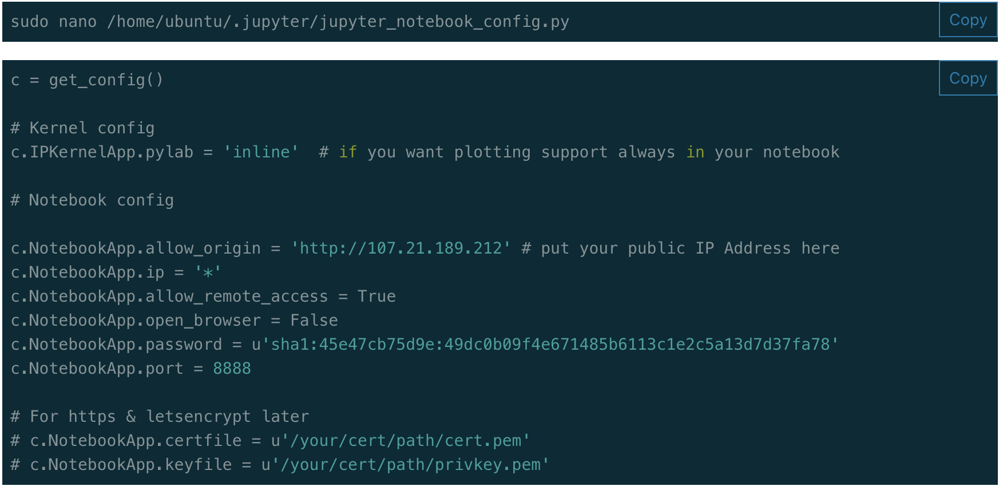 sudo nano /home/ubuntu/.jupyter/jupyter_notebook_config.py
Copy
c = get_config()
Copy
# Kernel config
c.IPKernelApp.pylab = 'inline'  # if you want plotting support always in your notebook
# Notebook config
c.NotebookApp.allow_origin = 'http://107.21.189.212' # put your public IP Address here
c.NotebookApp.ip = '*'
c.NotebookApp.allow_remote_access = True
c.NotebookApp.open_browser = False
c.NotebookApp.password = u'sha1:45e47cb75d9e:49dc0b09f4e671485b6113c1e2c5a13d7d37fa78'
c.NotebookApp.port = 8888
# For https & letsencrypt later
# c.NotebookApp.certfile = u'/your/cert/path/cert.pem'
# c.NotebookApp.keyfile = u'/your/cert/path/privkey.pem'